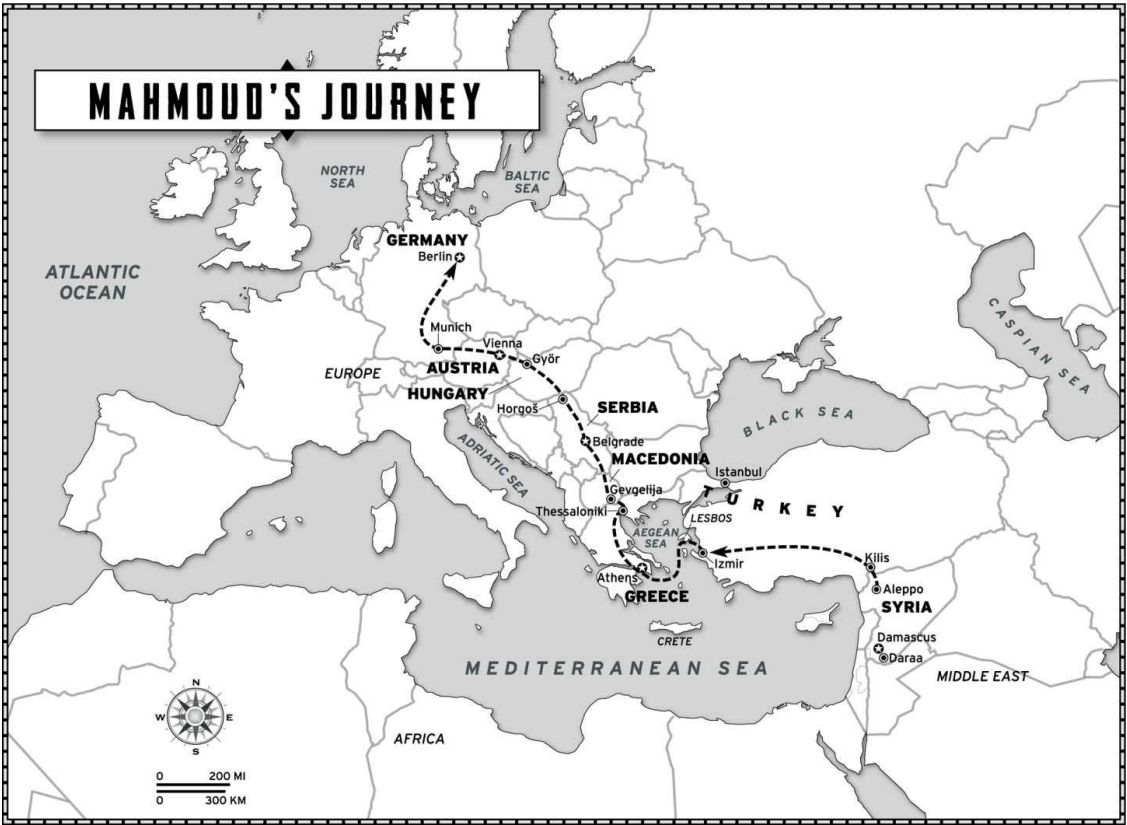 MAHMOUD'S JOURNEY
NORTH
SEA
BALTIC
SEA
ATLANTIC
OCEAN
GERMANY
Berlin
Munich
Vienna
Győr
AUSTRIA
EUROPE
HUNGARY
Horgoš
SERBIA
Belgrade
MACEDONIA
Gevgelija
Thessaloniki
ADRIATIC SEA
CASPIAN SEA
BLACK SEA
Istanbul
TURKEY
LESBOS
AEGEAN
SEA
Izmir
Kilis
Aleppo
SYRIA
Athens
GREECE
CRETE
Damascus
Daraa
MEDITERRANEAN SEA
MIDDLE EAST
AFRICA
N
W E
S
0 200 MI
0 300 KM